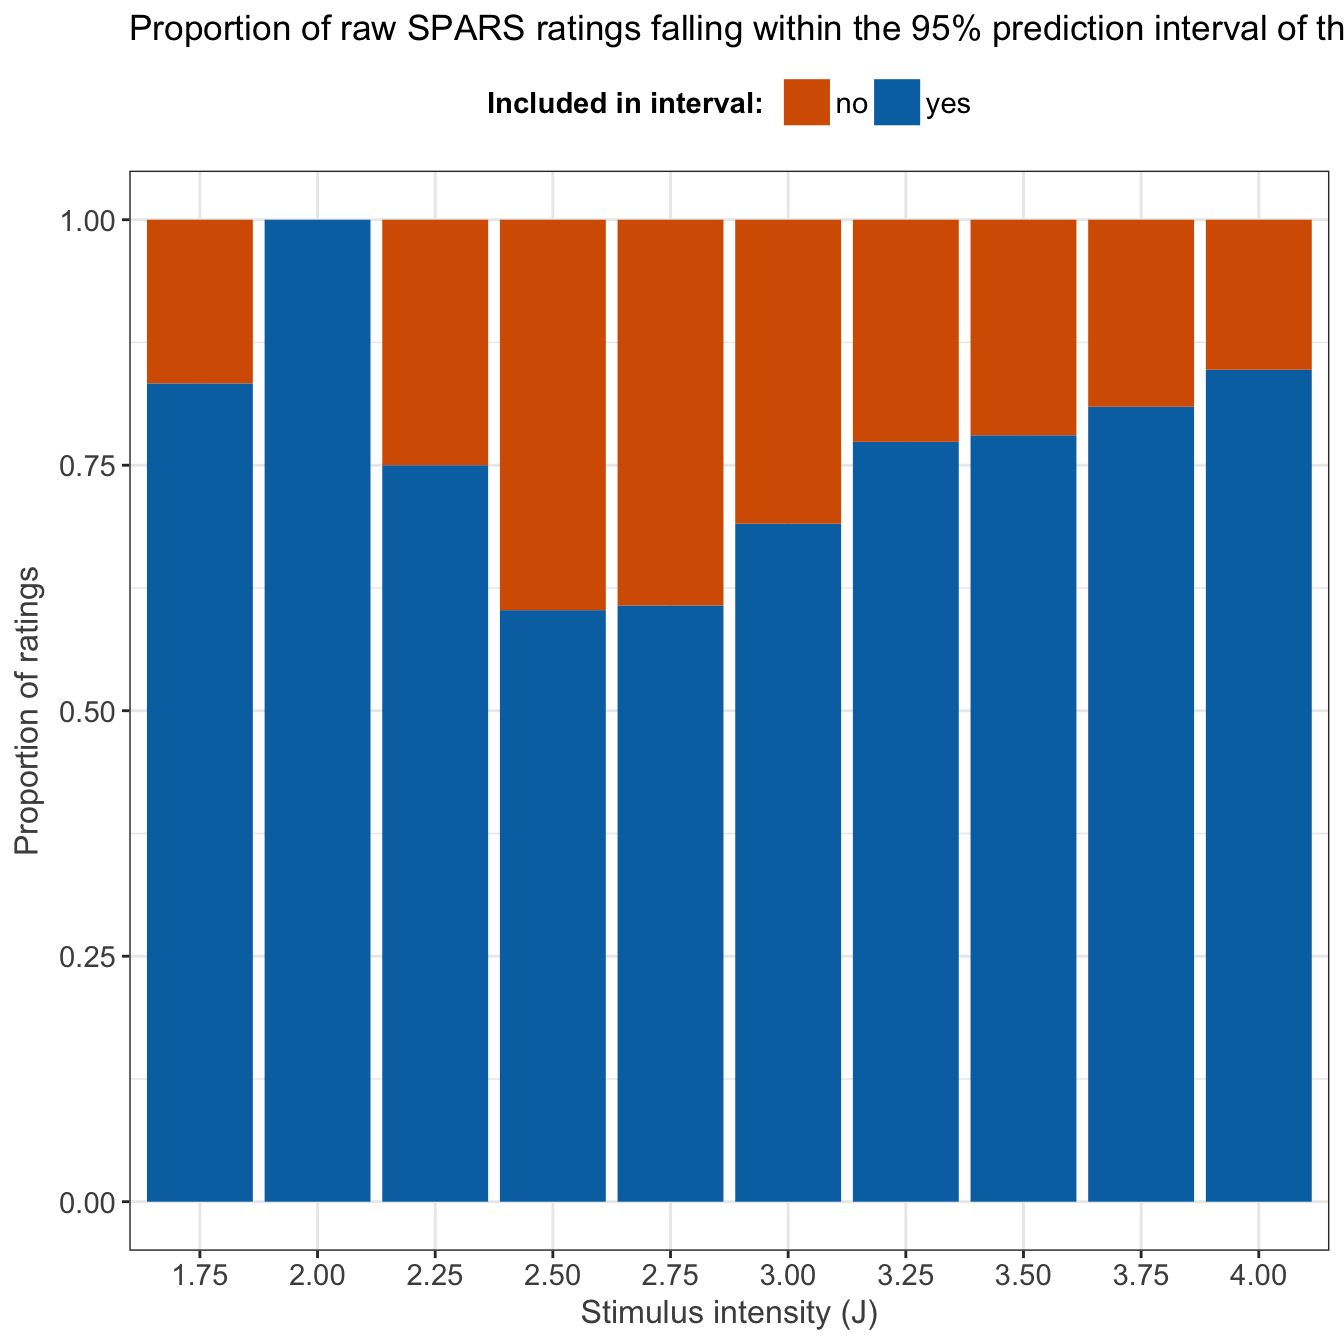 Proportion of raw SPARS ratings falling within the 95% prediction interval of th
Included in interval: no yes
1.00
0.75
0.50
0.25
0.00
Proportion of ratings
1.75 2.00 2.25 2.50 2.75 3.00 3.25 3.50 3.75 4.00
Stimulus intensity (J)